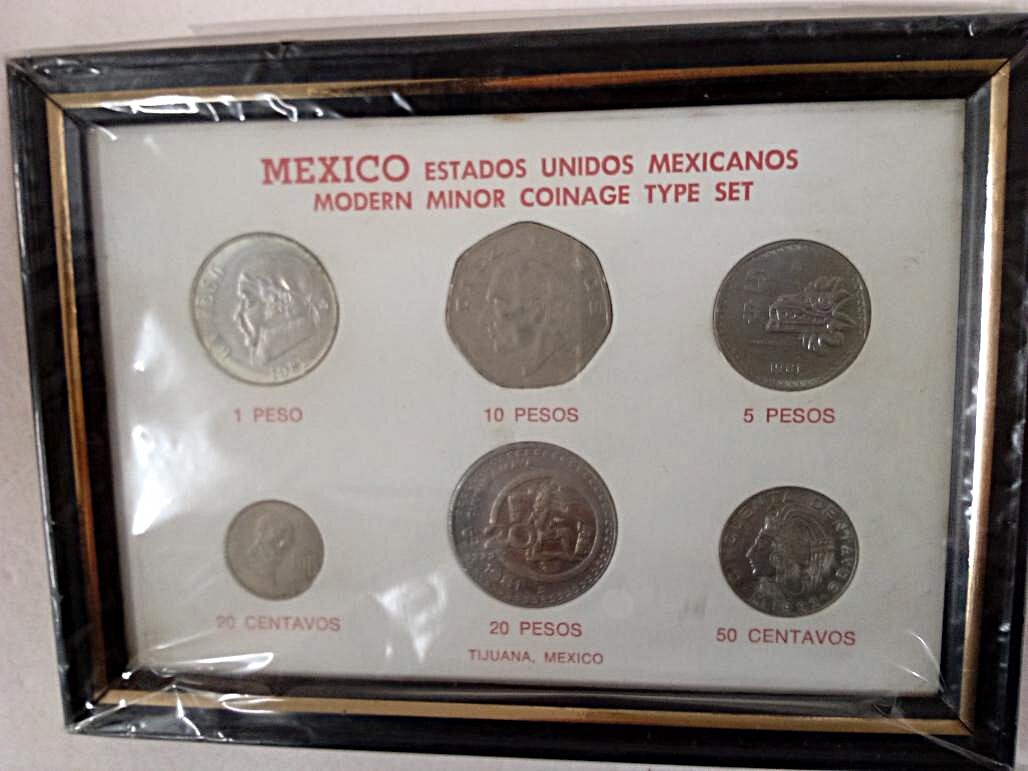 MEXICO ESTADOS UNIDOS MEXICANOS
MODERN MINOR COINAGE TYPE SET
1 PESO
10 PESOS
5 PESOS
20 CENTAVOS
20 PESOS
50 CENTAVOS
TIJUANA, MEXICO